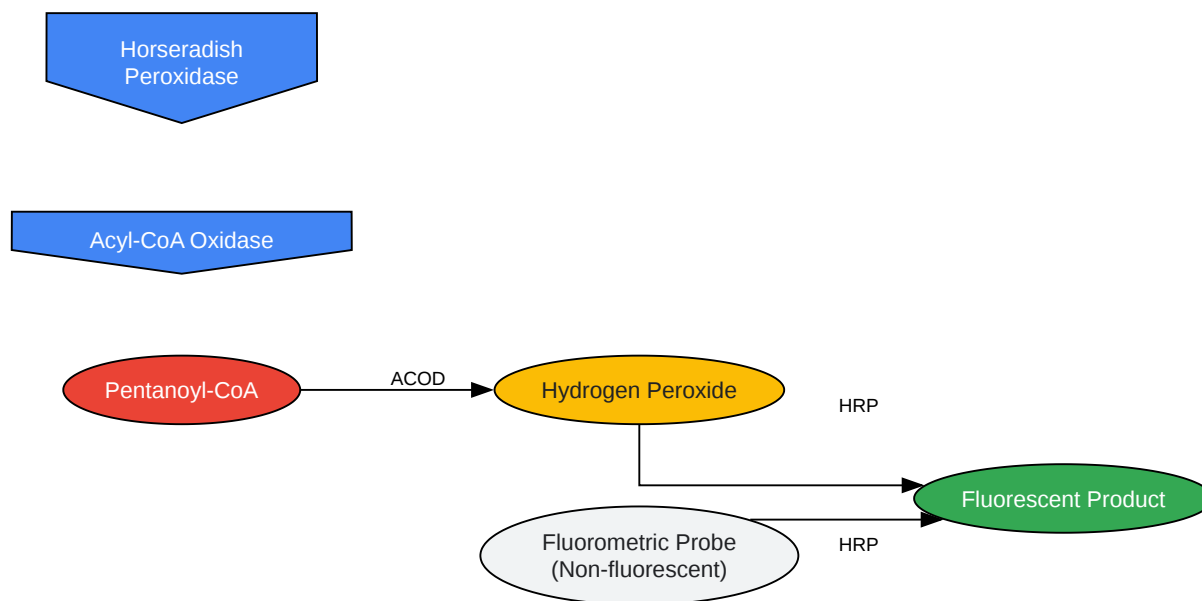 Horseradish
Peroxidase
Acyl-CoA Oxidase
Pentanoyl-CoA
ACOD
Hydrogen Peroxide
HRP
Fluorescent Product
Fluorometric Probe
(Non-fluorescent)
HRP